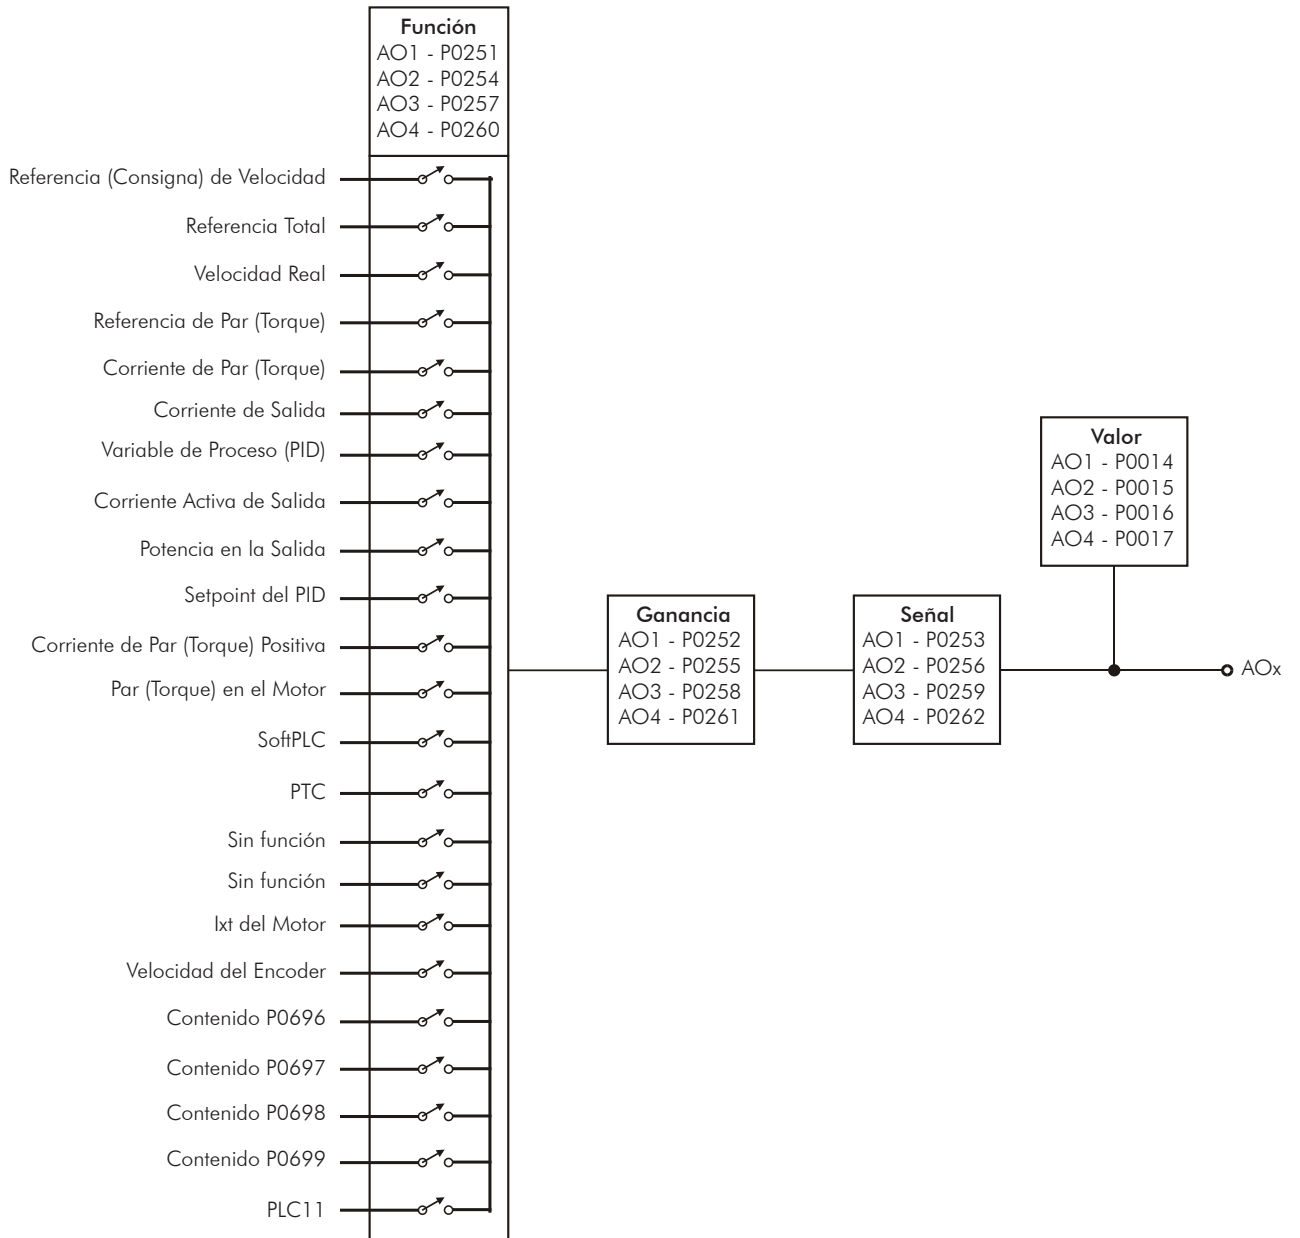 Función
AO1 - P0251
AO2 - P0254
AO3 - P0257
AO4 - P0260
Referencia (Consigna) de Velocidad
Referencia Total
Velocidad Real
Referencia de Par (Torque)
Corriente de Par (Torque)
Corriente de Salida
Variable de Proceso (PID)
Corriente Activa de Salida
Potencia en la Salida
Setpoint del PID
Corriente de Par (Torque) Positiva
Par (Torque) en el Motor
SoftPLC
PTC
Sin función
Sin función
Ixt del Motor
Velocidad del Encoder
Contenido P0696
Contenido P0697
Contenido P0698
Contenido P0699
PLC11
Ganancia
AO1 - P0252
AO2 - P0255
AO3 - P0258
AO4 - P0261
Señal
AO1 - P0253
AO2 - P0256
AO3 - P0259
AO4 - P0262
Valor
AO1 - P0014
AO2 - P0015
AO3 - P0016
AO4 - P0017
AOx